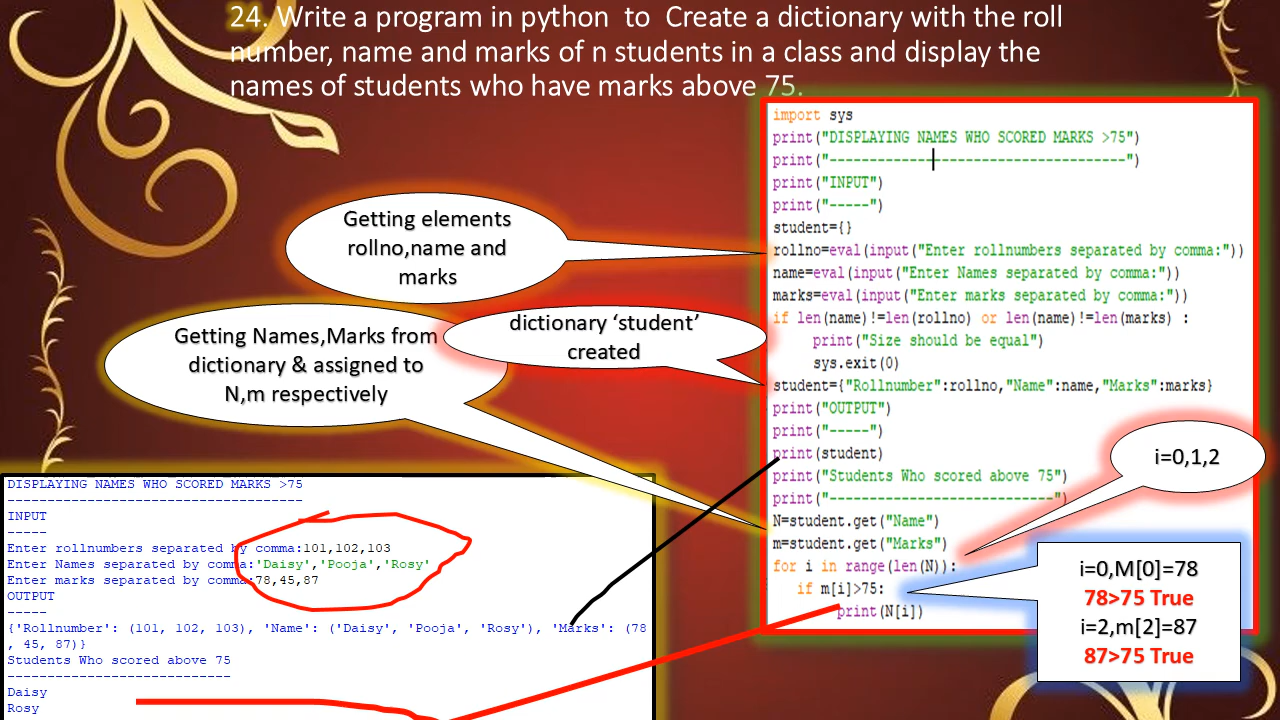 24. Write a program in python to Create a dictionary with the roll
number, name and marks of n students in a class and display the
names of students who have marks above 75.
import sys
print("DISPLAYING NAMES WHO SCORED MARKS >75")
print("-------------------------------------")
print("INPUT")
print("-----")
student={}
rollno=eval(input("Enter rollnumbers separated by comma:"))
name=eval(input("Enter Names separated by comma:"))
marks=eval(input("Enter marks separated by comma:"))
if len(name)!=len(rollno) or len(name)!=len(marks) :
print("Size should be equal")
sys.exit(0)
student={"Rollnumber":rollno,"Name":name,"Marks":marks}
print("OUTPUT")
print("-----")
print(student)
print("Students Who scored above 75")
print("----------------------------")
N=student.get("Name")
m=student.get("Marks")
for i in range(len(N)):
if m[i]>75:
print(N[i])
Getting elements
rollno,name and
marks
dictionary ‘student’
created
Getting Names,Marks from
dictionary & assigned to
N,m respectively
i=0,1,2
i=0,M[0]=78
78>75 True
i=2,m[2]=87
87>75 True
DISPLAYING NAMES WHO SCORED MARKS >75
-------------------------------------
INPUT
-----
Enter rollnumbers separated by comma:101,102,103
Enter Names separated by comma:'Daisy','Pooja','Rosy'
Enter marks separated by comma:78,45,87
OUTPUT
-----
{'Rollnumber': (101, 102, 103), 'Name': ('Daisy', 'Pooja', 'Rosy'), 'Marks': (78
, 45, 87)}
Students Who scored above 75
----------------------------
Daisy
Rosy